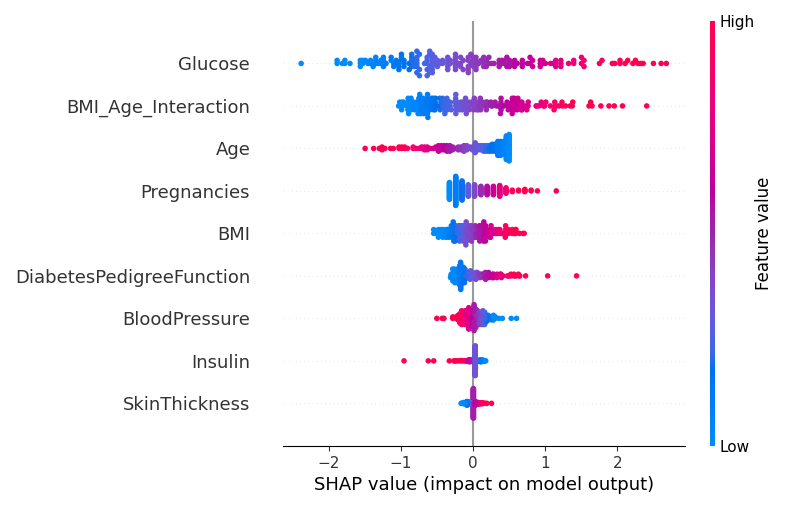 High
Glucose
BMI_Age_Interaction
Age
Pregnancies
BMI
DiabetesPedigreeFunction
BloodPressure
Insulin
SkinThickness
Feature value
Low
−2 −1 0 1 2
SHAP value (impact on model output)